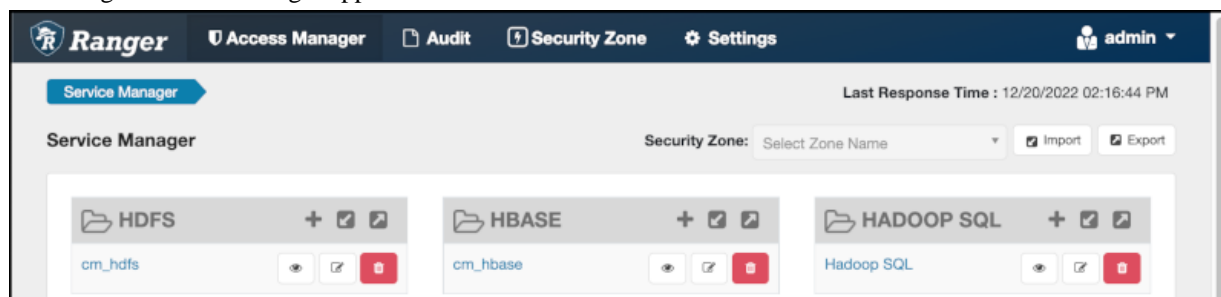 Ranger Access Manager Audit Security Zone Settings admin
Service Manager Last Response Time : 12/20/2022 02:16:44 PM
Service Manager Security Zone: Select Zone Name Import Export
HDFS HBASE HADOOP SQL
cm_hdfs cm_hbase Hadoop SQL